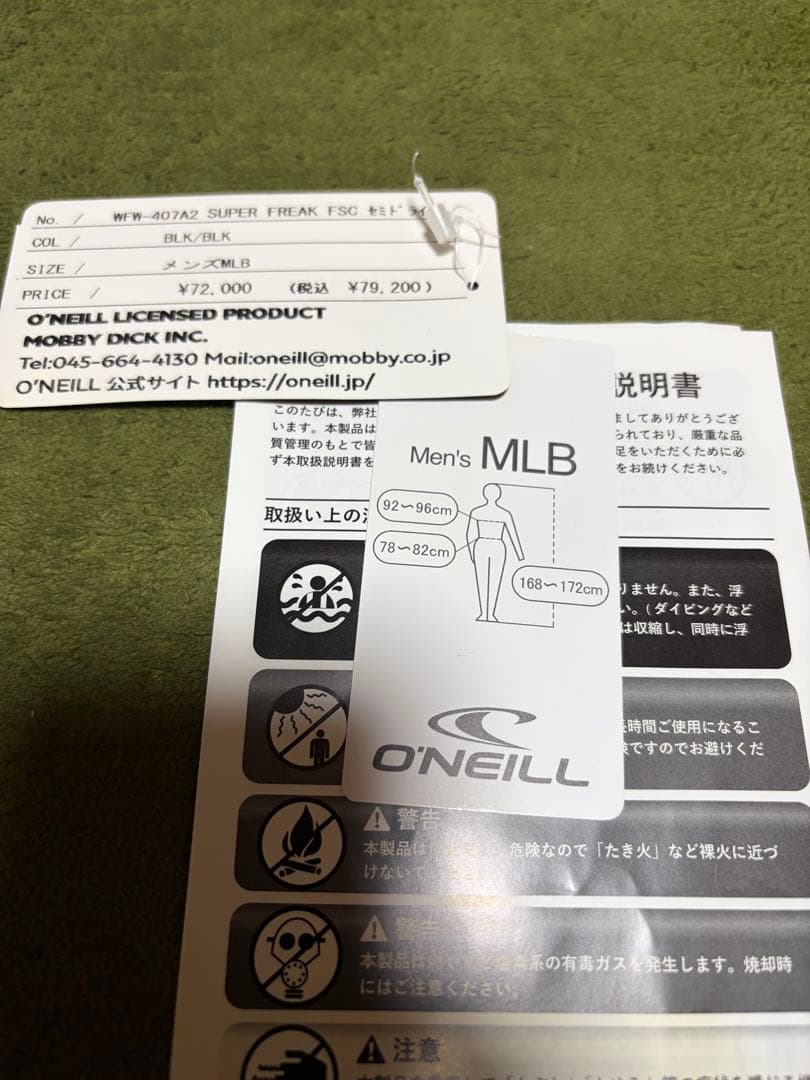 No. / WFW-407A2 SUPER FREAK FSC セミドライ
COL / BLK/BLK
SIZE / メンズMLB
PRICE / ¥72,000 (税込 ¥79,200)
O'NEILL LICENSED PRODUCT
MOBBY DICK INC.
Tel:045-664-4130 Mail:oneill@mobby.co.jp
O'NEILL 公式サイト https://oneill.jp/
説明書
このたびは、弊社 ましてありがとうござ
います。本製品は られており、厳重な品
質管理のもとで皆 足をいただくために必
ず本取扱説明書を をお続けください。
Men's MLB
92〜96cm
78〜82cm
168〜172cm
O'NEILL
取扱い上の
りません。また、浮
い。(ダイビングなど
は収縮し、同時に浮
長時間ご使用になるこ
険ですのでお避けくだ
警告
本製品は 危険なので「たき火」など裸火に近づ
けないで
警告
本製品は 系の有毒ガスを発生します。焼却時
にはご注意ください。
注意